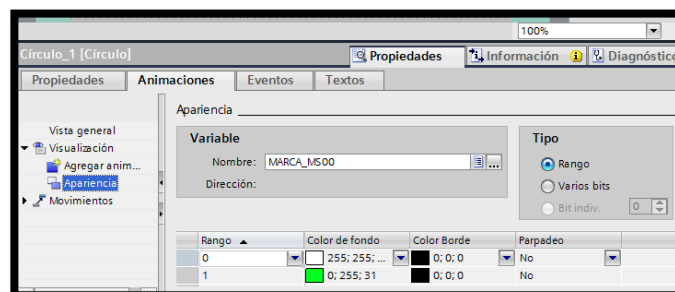 100%
Círculo_1 [Círculo]
Propiedades
Información
Diagnóstico
Propiedades
Animaciones
Eventos
Textos
Apariencia
Vista general
Visualización
Agregar anim...
Apariencia
Movimientos
Variable
Nombre: MARCA_MS00 ...
Dirección:
Tipo
Rango
Varios bits
Bit indiv. 0
Rango Color de fondo Color Borde Parpadeo
0 255; 255; ... 0; 0; 0 No
1 0; 255; 31 0; 0; 0 No